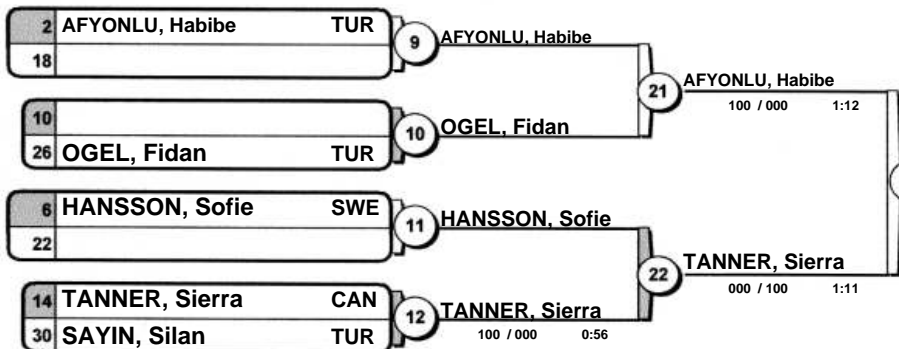 2 AFYONLU, Habibe TUR
18
9
AFYONLU, Habibe
10
26 OGEL, Fidan TUR
10
OGEL, Fidan
21
AFYONLU, Habibe
100 / 000 1:12
6 HANSSON, Sofie SWE
22
11
HANSSON, Sofie
14 TANNER, Sierra CAN
30 SAYIN, Silan TUR
12
TANNER, Sierra
100 / 000 0:56
22
TANNER, Sierra
000 / 100 1:11